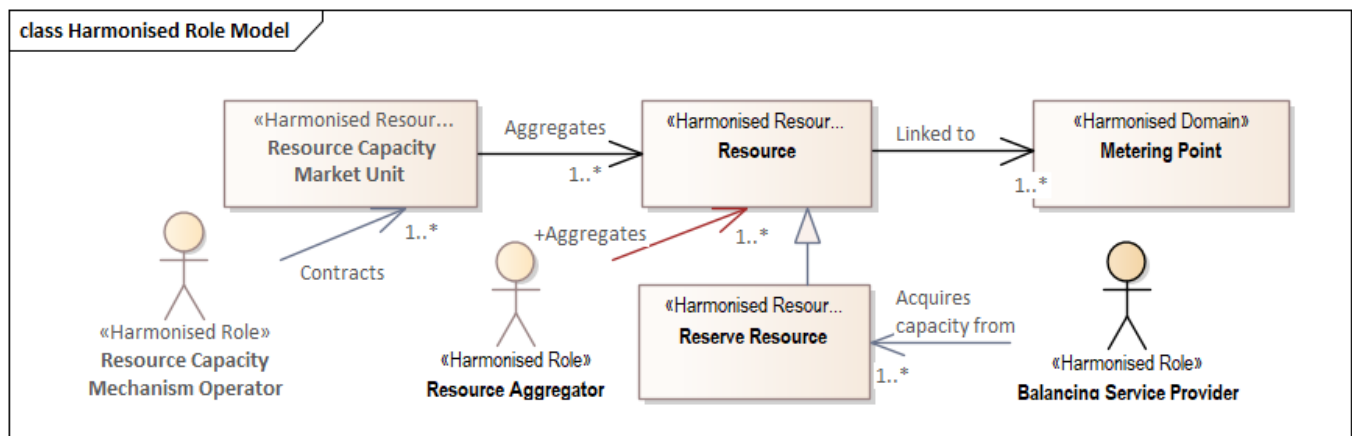 class Harmonised Role Model
«Harmonised Resour...
Resource Capacity
Market Unit
Aggregates
1..*
«Harmonised Resour...
Resource
Linked to
1..*
«Harmonised Domain»
Metering Point
1..*
Contracts
+Aggregates
1..*
«Harmonised Role»
Resource Capacity
Mechanism Operator
«Harmonised Role»
Resource Aggregator
«Harmonised Resour...
Reserve Resource
Acquires
capacity from
1..*
«Harmonised Role»
Balancing Service Provider